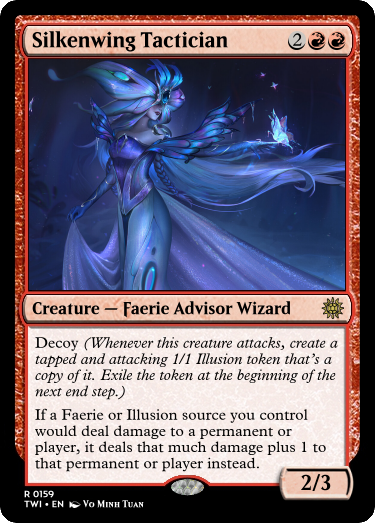 Silkenwing Tactician 2
Creature — Faerie Advisor Wizard
Decoy (Whenever this creature attacks, create a
tapped and attacking 1/1 Illusion token that's a
copy of it. Exile the token at the beginning of the
next end step.)
If a Faerie or Illusion source you control
would deal damage to a permanent or
player, it deals that much damage plus 1 to
that permanent or player instead.
2/3
R 0159
TWI • EN Vo Minh Tuan